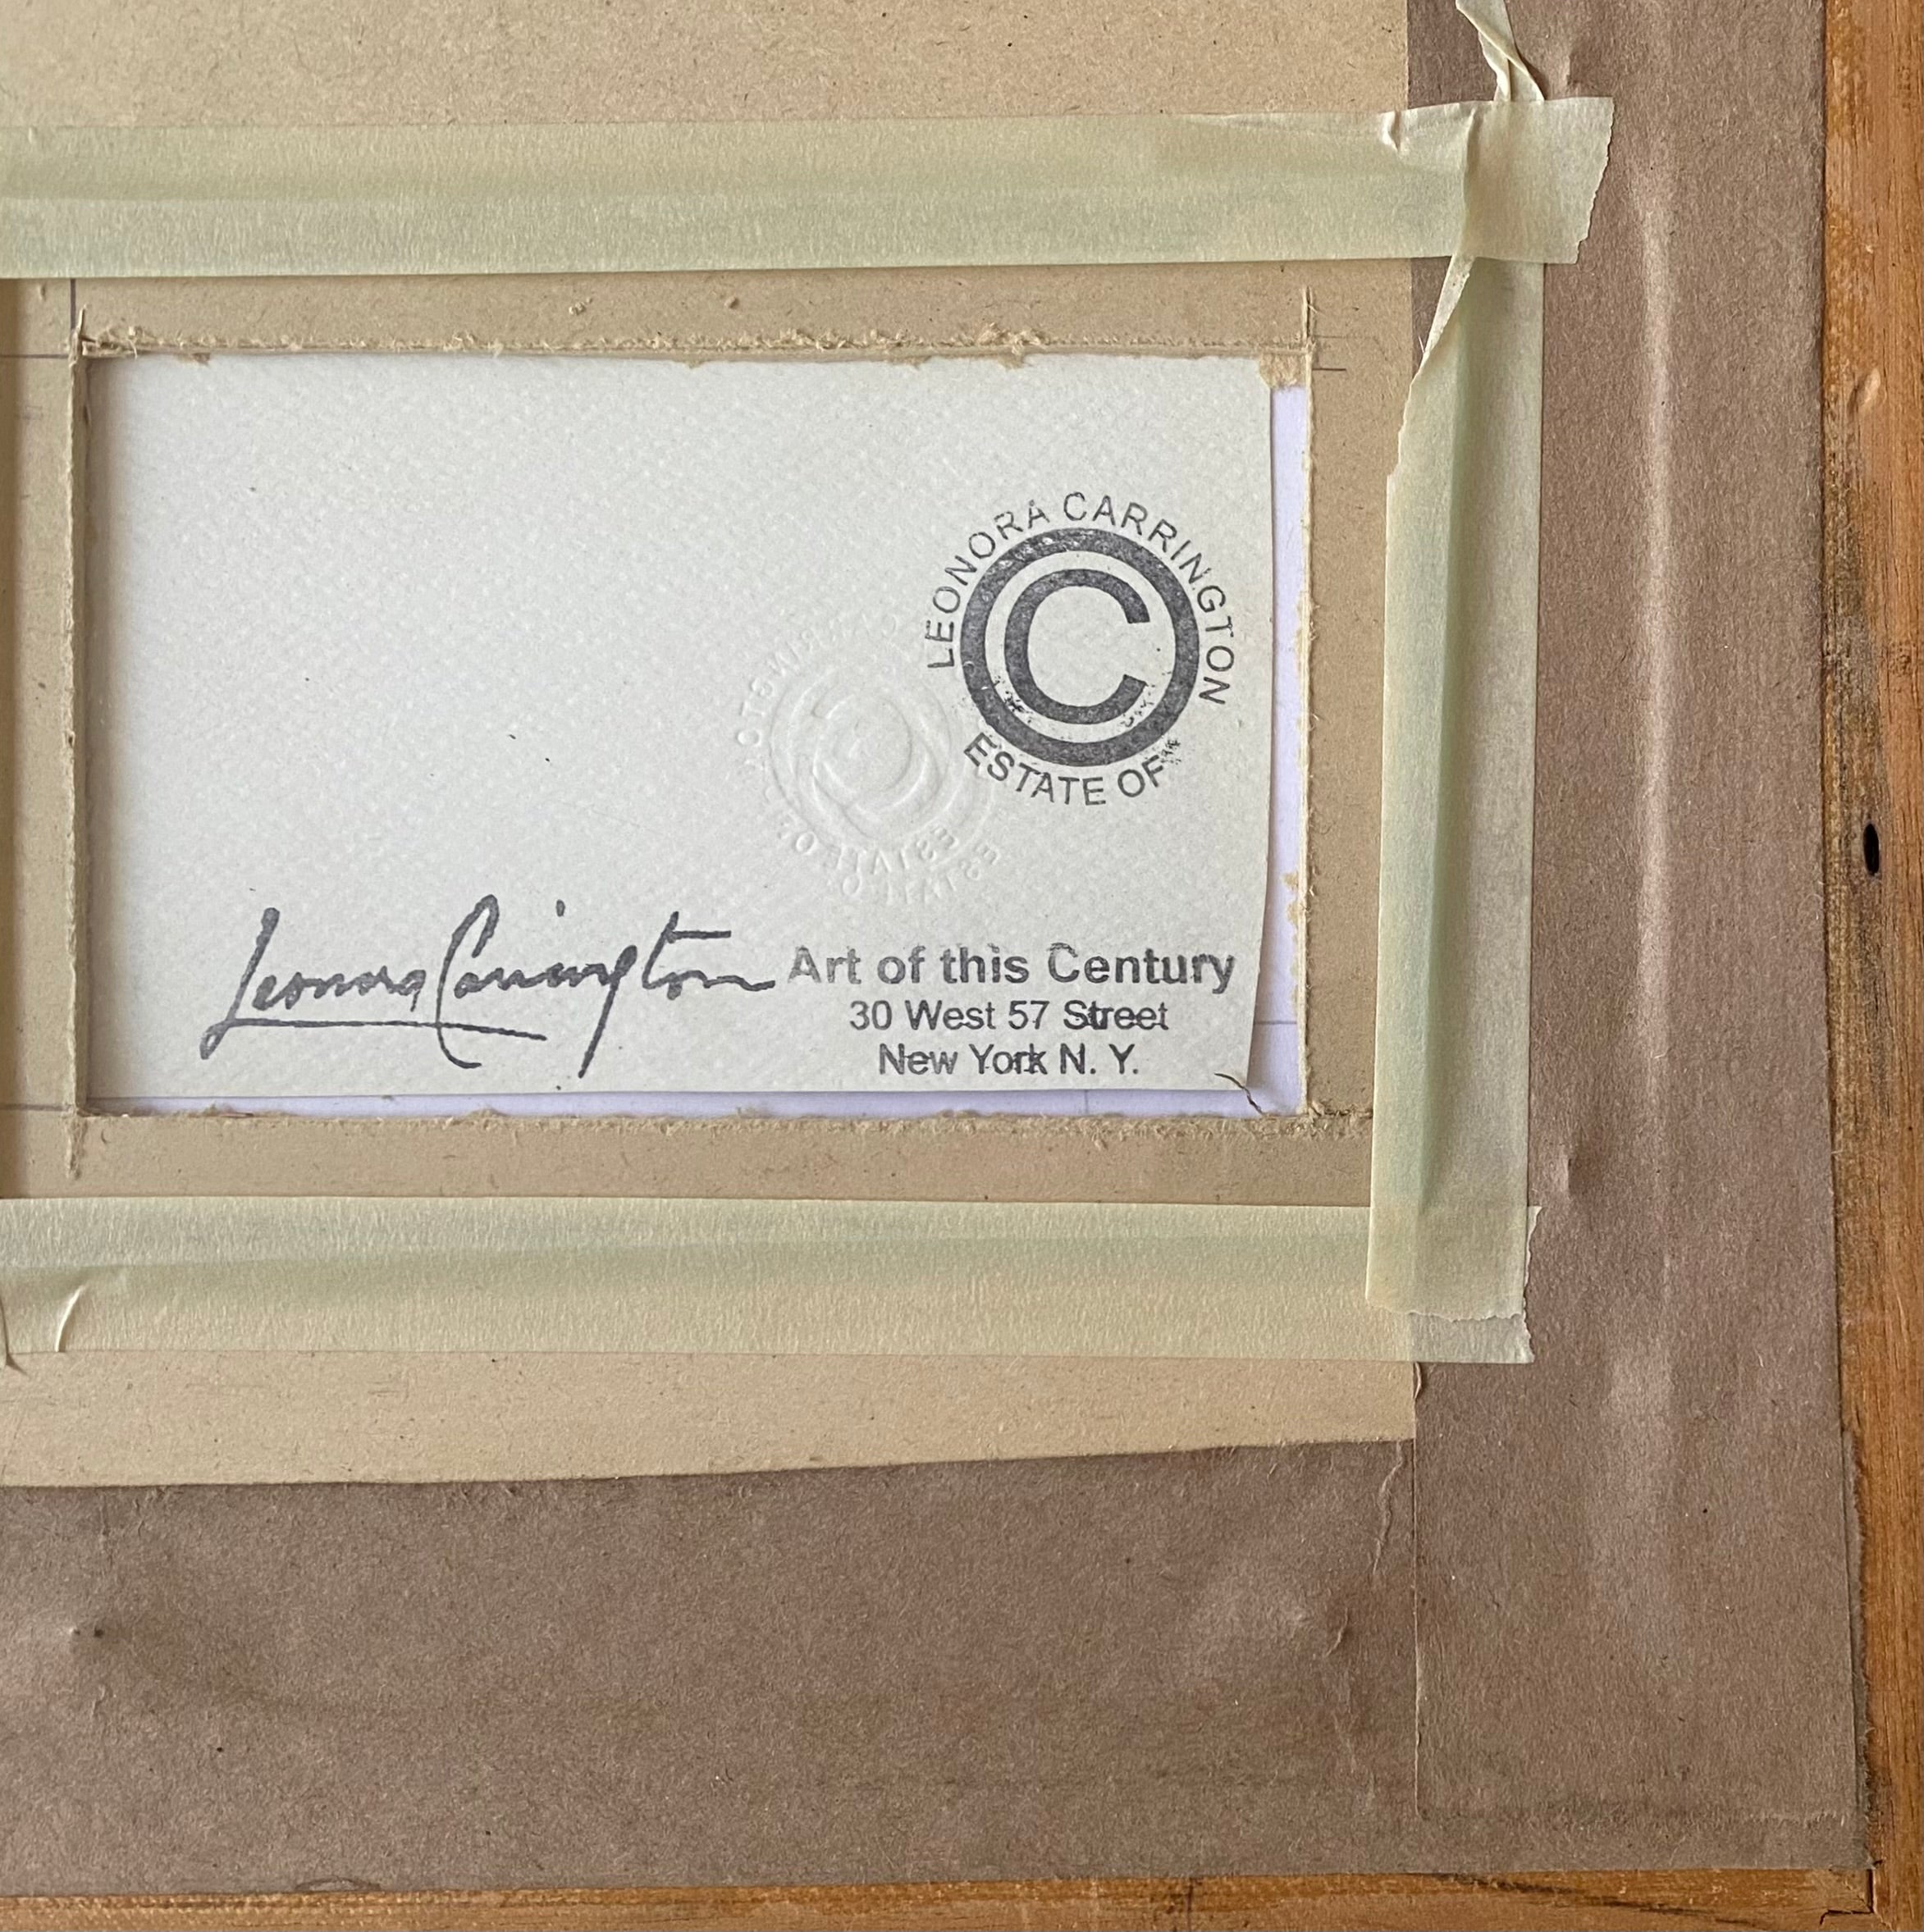 LEONORA CARRINGTON
C
ESTATE OF
Leonora Carrington
Art of this Century
30 West 57 Street
New York N. Y.